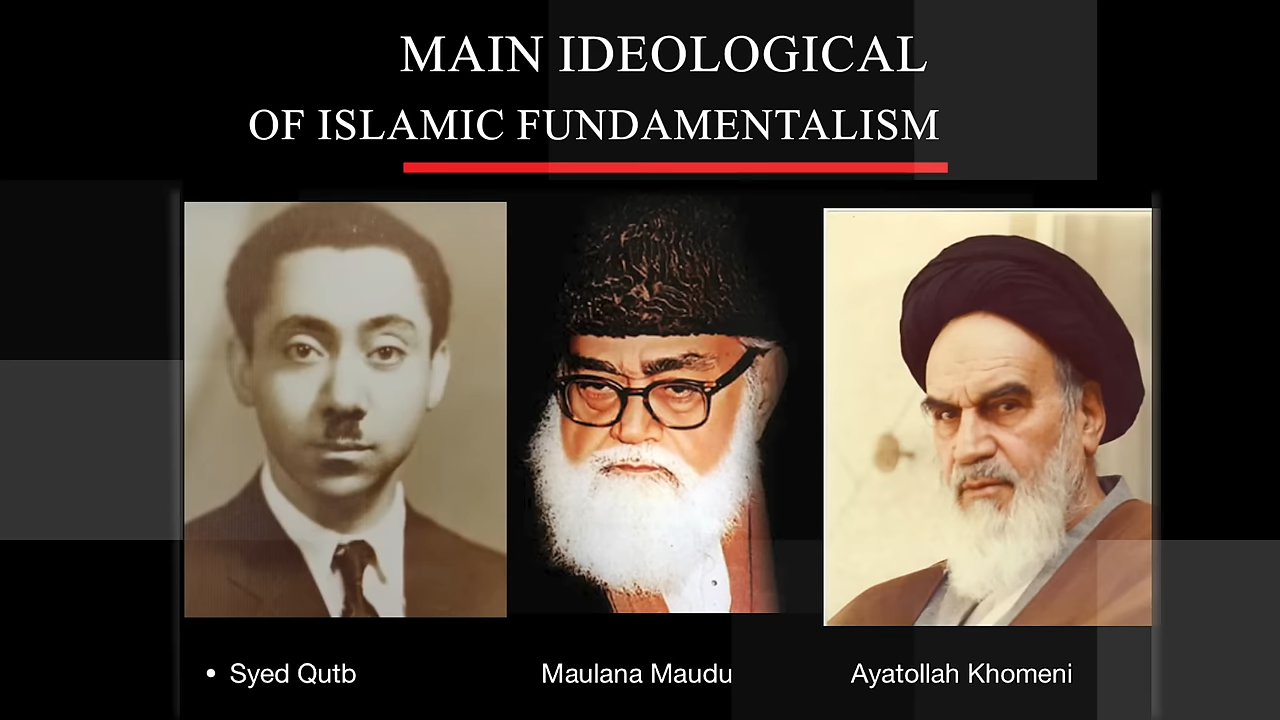 MAIN IDEOLOGICAL
OF ISLAMIC FUNDAMENTALISM
• Syed Qutb
Maulana Maudu
Ayatollah Khomeni